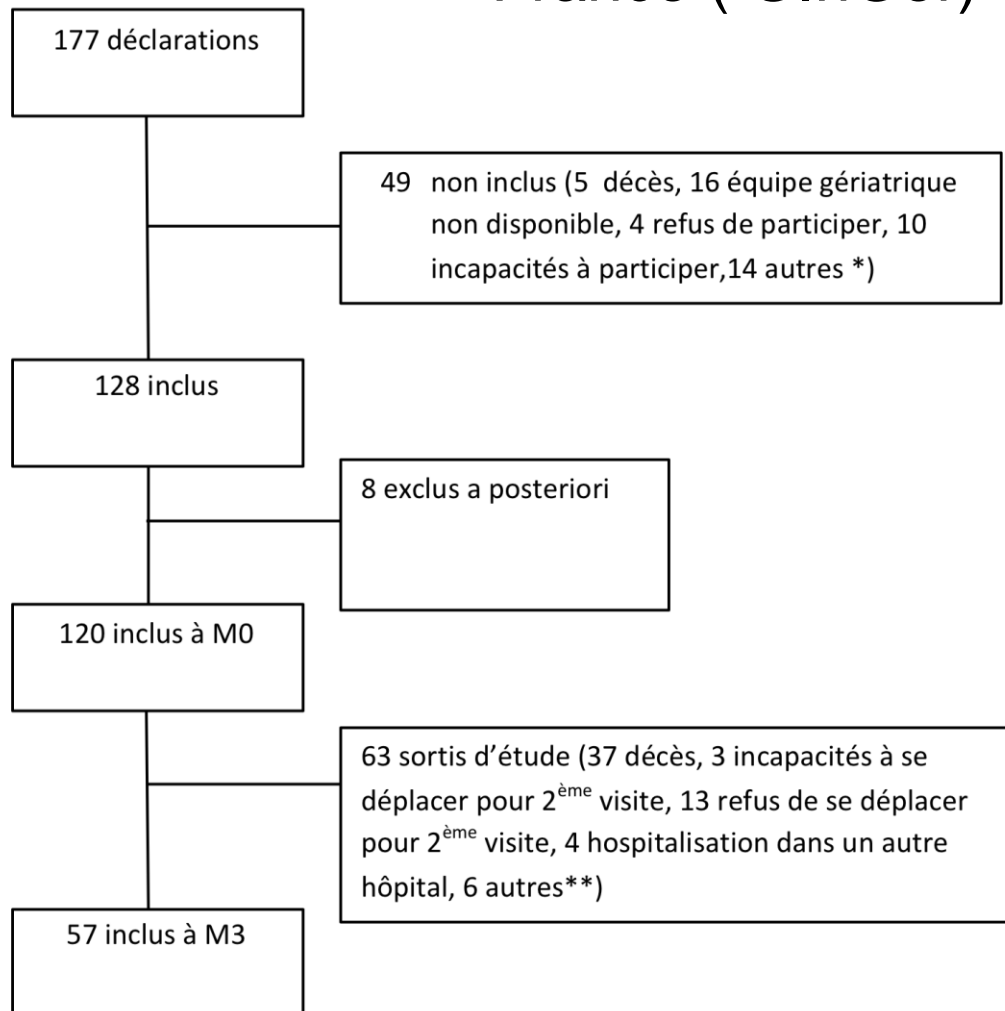 177 déclarations
49 non inclus (5 décès, 16 équipe gériatrique
non disponible, 4 refus de participer, 10
incapacités à participer,14 autres *)
128 inclus
8 exclus a posteriori
120 inclus à M0
63 sortis d'étude (37 décès, 3 incapacités à se
déplacer pour 2ème visite, 13 refus de se déplacer
pour 2ème visite, 4 hospitalisation dans un autre
hôpital, 6 autres**)
57 inclus à M3